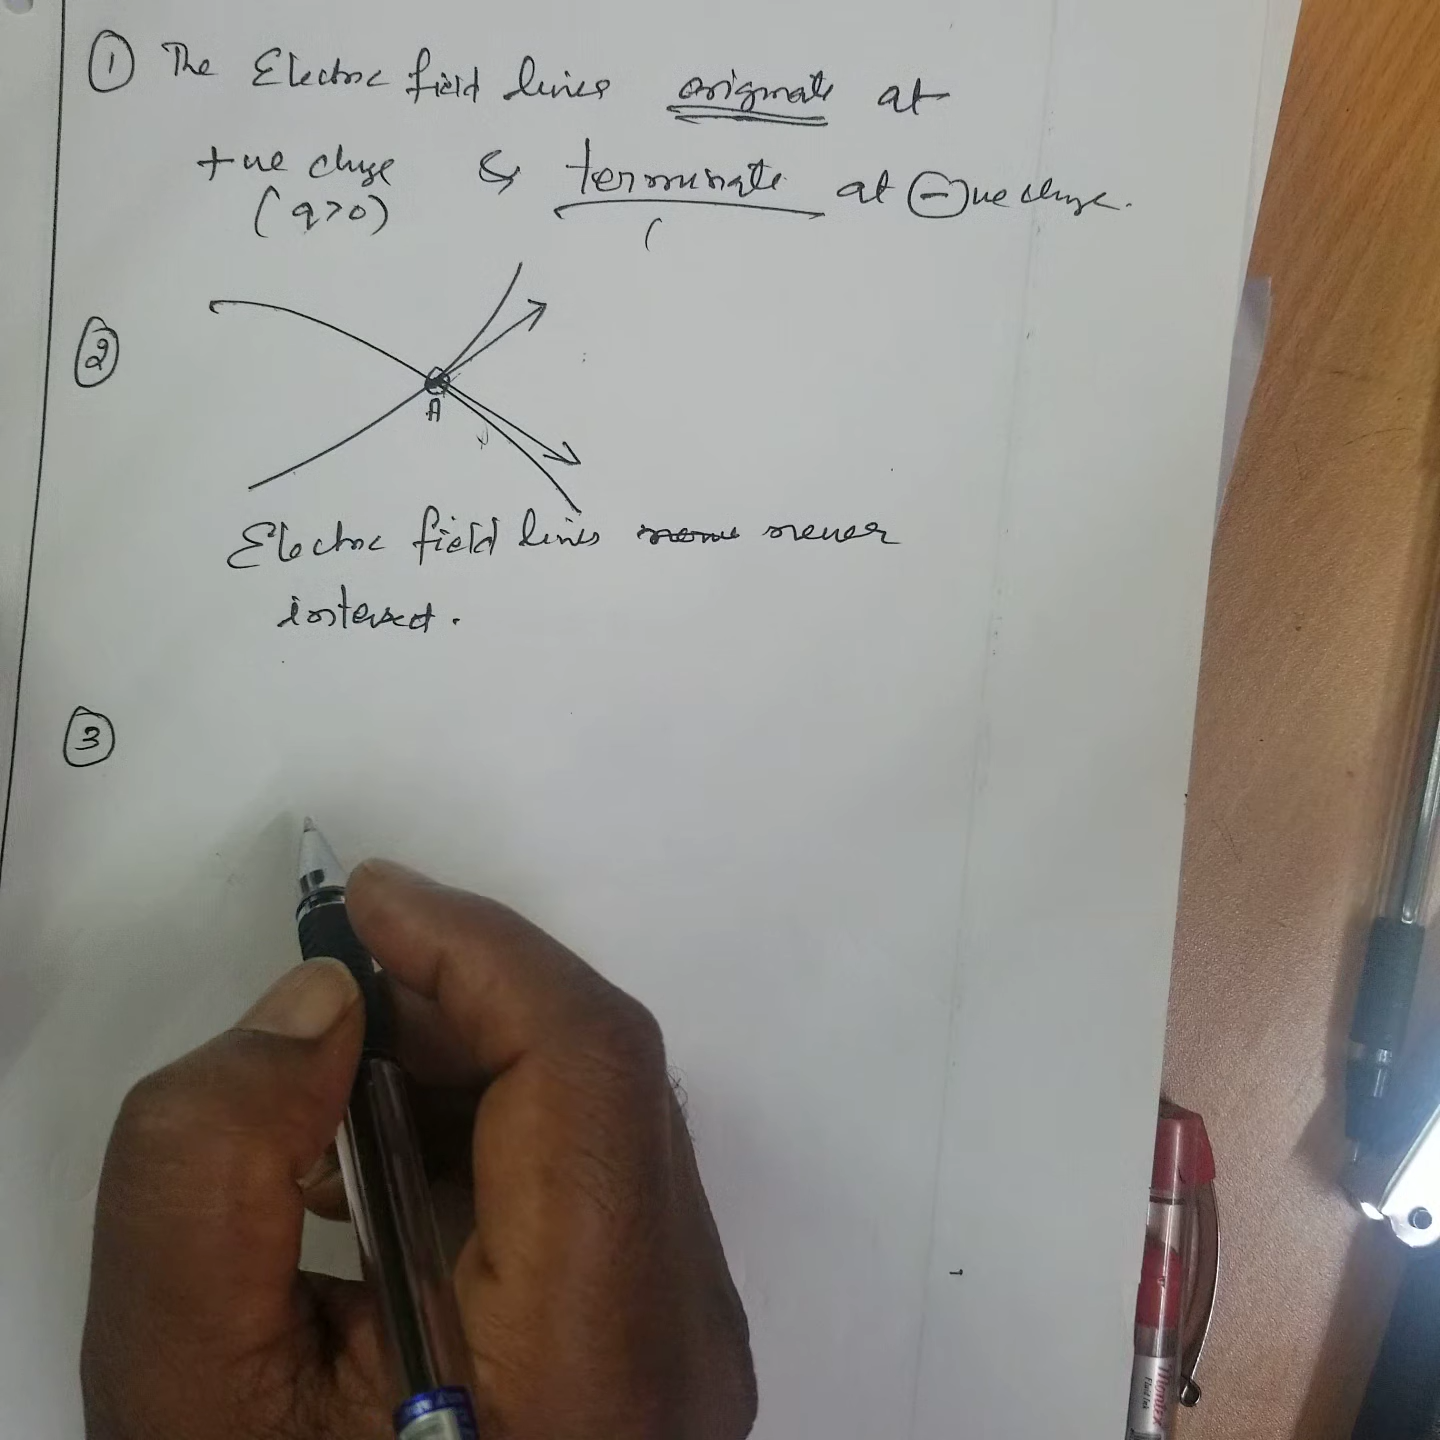 ① The Electric field lines originate at
+ve charge & terminate at ⊖ve charge.
(q>0) (
②
A
Electric field lines never
intersect.
③